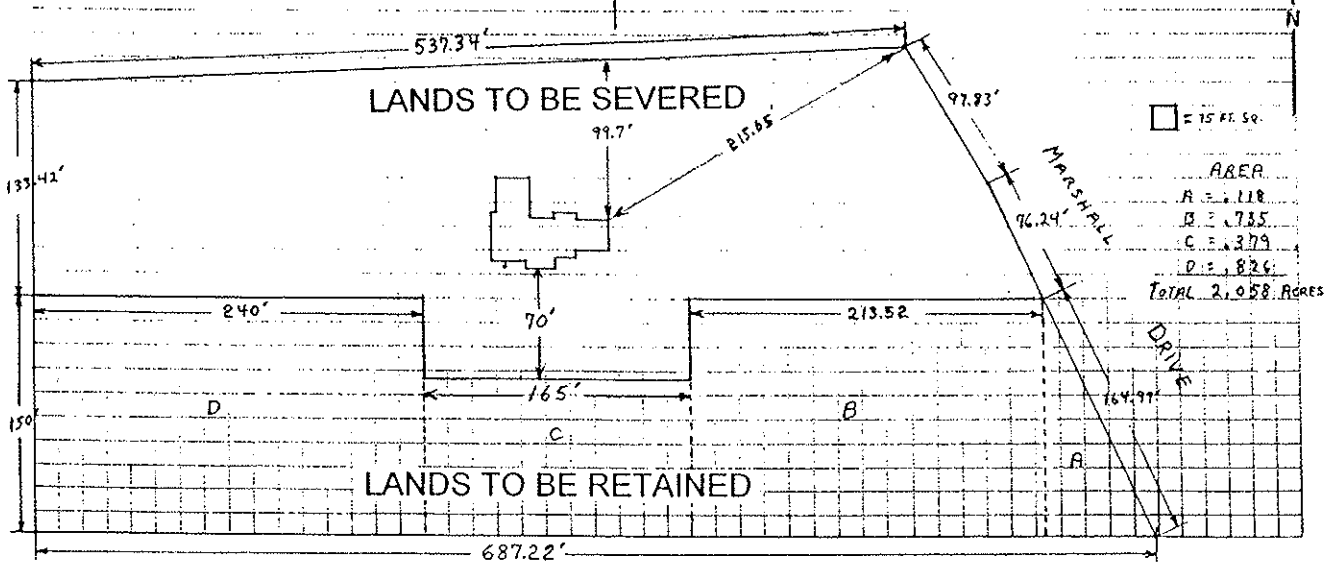 N
537.34'
LANDS TO BE SEVERED
99.7'
215.65'
97.83'
= 15 FT. SQ.
MARSHALL
133.42'
AREA
A = .118
B = .735
C = .379
D = .826
TOTAL 2.058 ACRES
76.24'
240'
70'
213.52
DRIVE
165'
164.97'
150'
D
C
B
A
LANDS TO BE RETAINED
687.22'